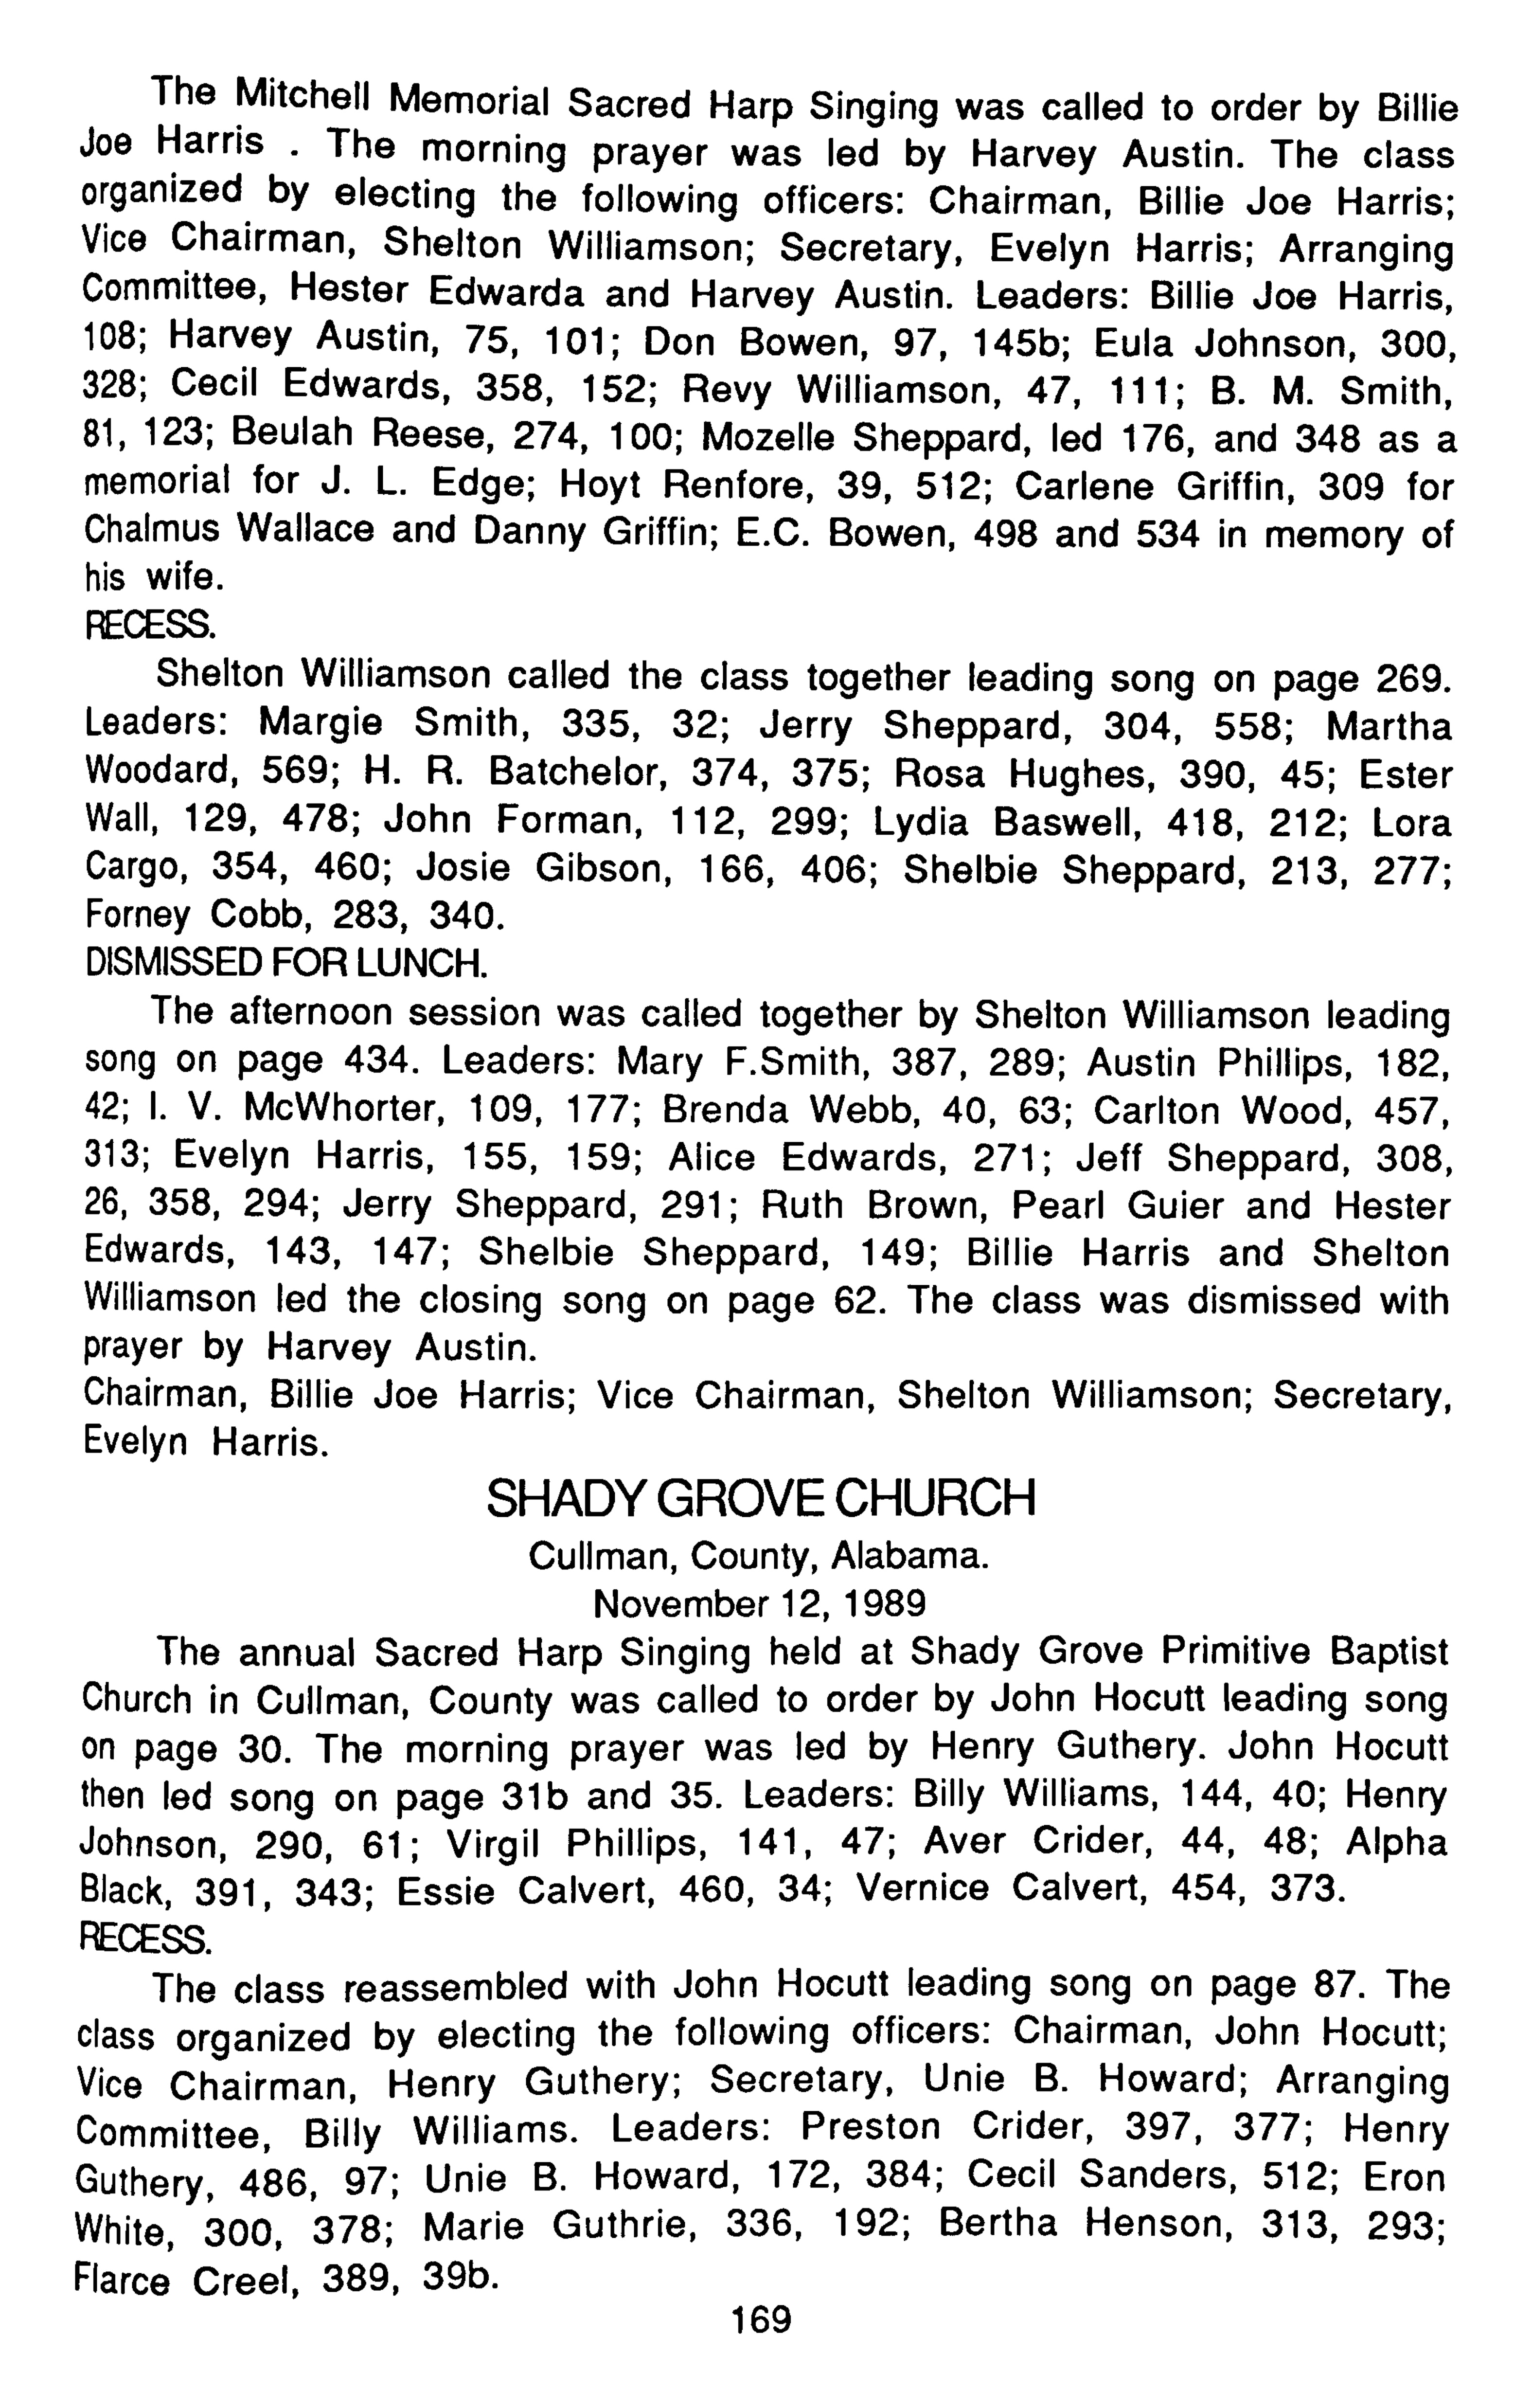 The Mitchell Memorial Sacred Harp Singing was called to order by Billie
Joe Harris . The morning prayer was led by Harvey Austin. The class
organized by electing the following officers: Chairman, Billie Joe Harris;
Vice Chairman, Shelton Williamson; Secretary, Evelyn Harris; Arranging
Committee, Hester Edwarda and Harvey Austin. Leaders: Billie Joe Harris,
108; Harvey Austin, 75, 101; Don Bowen, 97, 145b; Eula Johnson, 300,
328; Cecil Edwards, 358, 152; Revy Williamson, 47, 111; B. M. Smith,
81, 123; Beulah Reese, 274, 100; Mozelle Sheppard, led 176, and 348 as a
memorial for J. L. Edge; Hoyt Renfore, 39, 512; Carlene Griffin, 309 for
Chalmus Wallace and Danny Griffin; E.C. Bowen, 498 and 534 in memory of
his wife.
RECESS.
Shelton Williamson called the class together leading song on page 269.
Leaders: Margie Smith, 335, 32; Jerry Sheppard, 304, 558; Martha
Woodard, 569; H. R. Batchelor, 374, 375; Rosa Hughes, 390, 45; Ester
Wall, 129, 478; John Forman, 112, 299; Lydia Baswell, 418, 212; Lora
Cargo, 354, 460; Josie Gibson, 166, 406; Shelbie Sheppard, 213, 277;
Forney Cobb, 283, 340.
DISMISSED FOR LUNCH.
The afternoon session was called together by Shelton Williamson leading
song on page 434. Leaders: Mary F.Smith, 387, 289; Austin Phillips, 182,
42; I. V. McWhorter, 109, 177; Brenda Webb, 40, 63; Carlton Wood, 457,
313; Evelyn Harris, 155, 159; Alice Edwards, 271; Jeff Sheppard, 308,
26, 358, 294; Jerry Sheppard, 291; Ruth Brown, Pearl Guier and Hester
Edwards, 143, 147; Shelbie Sheppard, 149; Billie Harris and Shelton
Williamson led the closing song on page 62. The class was dismissed with
prayer by Harvey Austin.
Chairman, Billie Joe Harris; Vice Chairman, Shelton Williamson; Secretary,
Evelyn Harris.
SHADY GROVE CHURCH
Cullman, County, Alabama.
November 12, 1989
The annual Sacred Harp Singing held at Shady Grove Primitive Baptist
Church in Cullman, County was called to order by John Hocutt leading song
on page 30. The morning prayer was led by Henry Guthery. John Hocutt
then led song on page 31b and 35. Leaders: Billy Williams, 144, 40; Henry
Johnson, 290, 61; Virgil Phillips, 141, 47; Aver Crider, 44, 48; Alpha
Black, 391, 343; Essie Calvert, 460, 34; Vernice Calvert, 454, 373.
RECESS.
The class reassembled with John Hocutt leading song on page 87. The
class organized by electing the following officers: Chairman, John Hocutt;
Vice Chairman, Henry Guthery; Secretary, Unie B. Howard; Arranging
Committee, Billy Williams. Leaders: Preston Crider, 397, 377; Henry
Guthery, 486, 97; Unie B. Howard, 172, 384; Cecil Sanders, 512; Eron
White, 300, 378; Marie Guthrie, 336, 192; Bertha Henson, 313, 293;
Flarce Creel, 389, 39b.
169